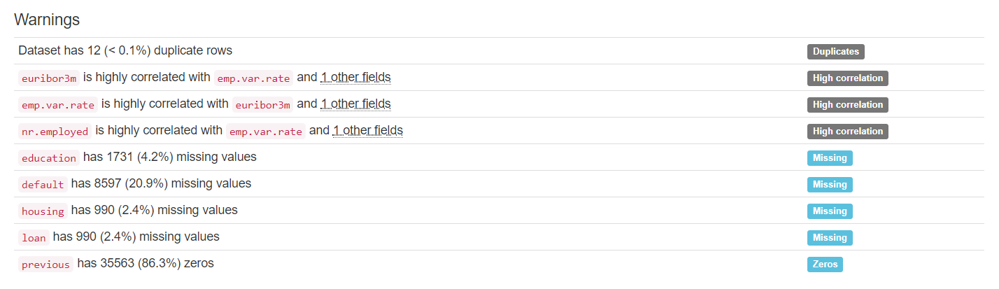 Warnings
Dataset has 12 (< 0.1%) duplicate rows Duplicates
euribor3m is highly correlated with emp.var.rate and 1 other fields High correlation
emp.var.rate is highly correlated with euribor3m and 1 other fields High correlation
nr.employed is highly correlated with emp.var.rate and 1 other fields High correlation
education has 1731 (4.2%) missing values Missing
default has 8597 (20.9%) missing values Missing
housing has 990 (2.4%) missing values Missing
loan has 990 (2.4%) missing values Missing
previous has 35563 (86.3%) zeros Zeros